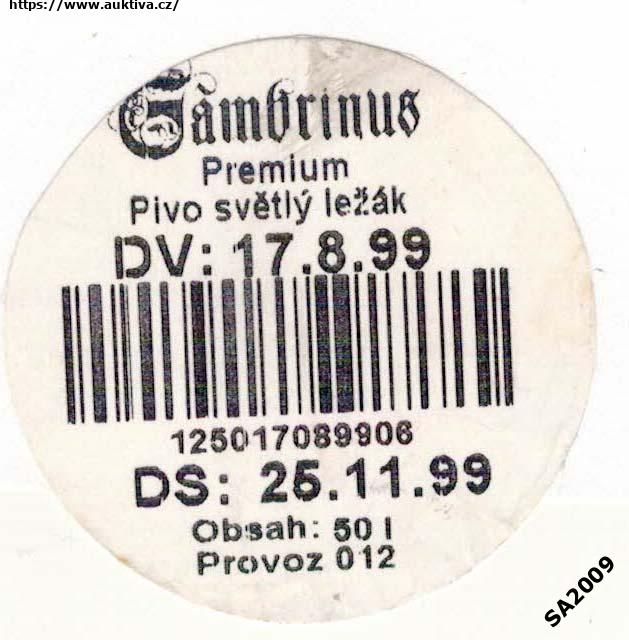 https://www.auktiva.cz/
Gambrinus
Premium
Pivo světlý ležák
DV: 17.8.99
125017089906
DS: 25.11.99
Obsah: 50 l
Provoz 012
SA2009